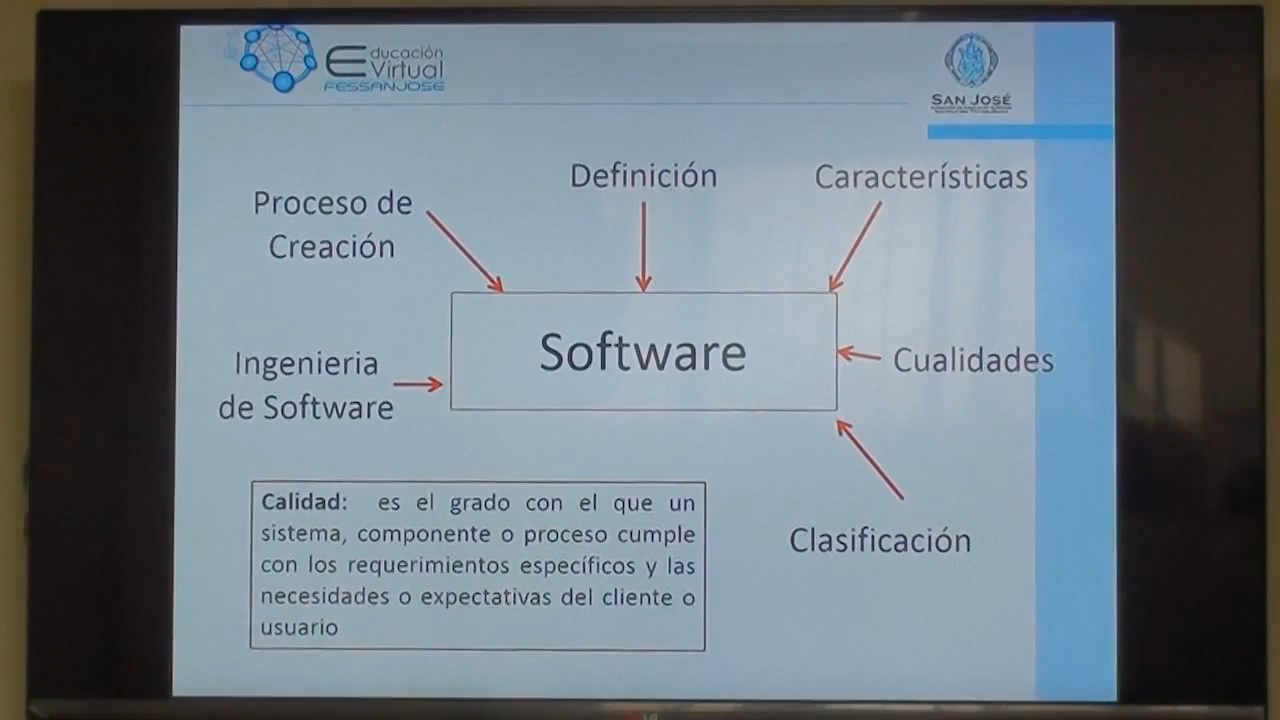 Educación
Virtual
FESSANJOSE
SAN JOSÉ
Definición
Características
Proceso de
Creación
Software
Ingenieria
de Software
Cualidades
Calidad: es el grado con el que un
sistema, componente o proceso cumple
con los requerimientos específicos y las
necesidades o expectativas del cliente o
usuario
Clasificación